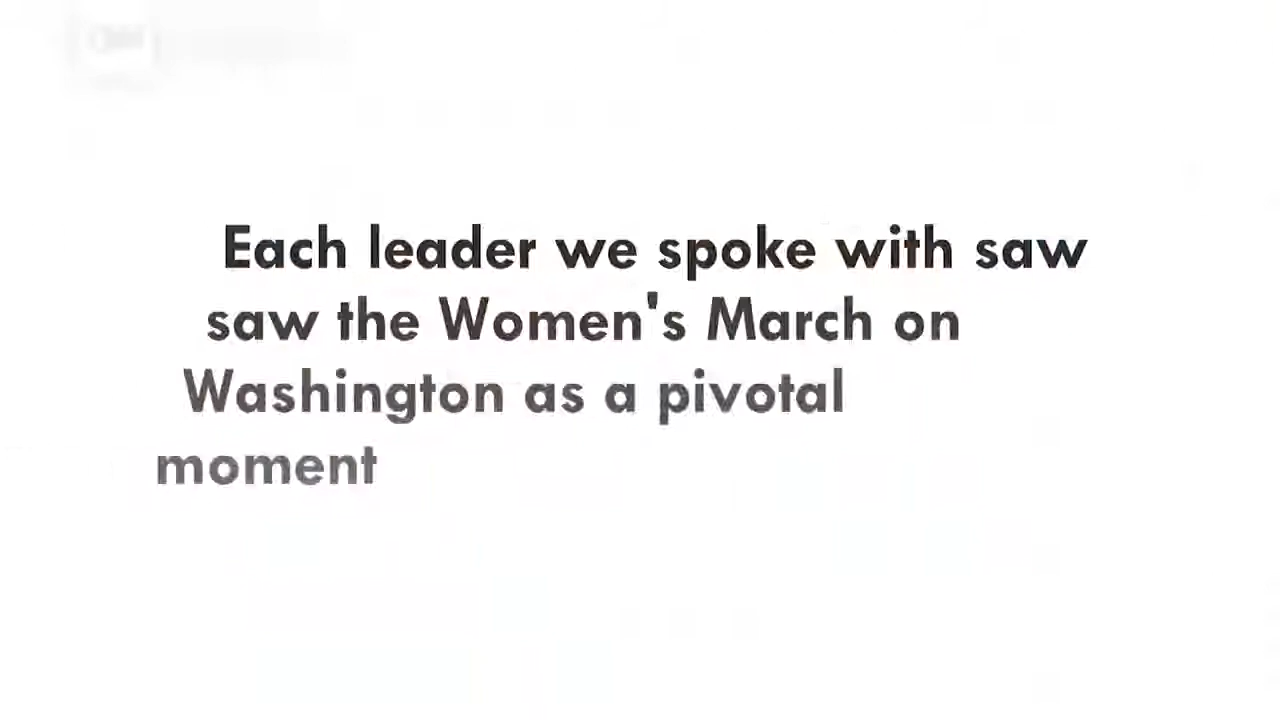 Each leader we spoke with saw
saw the Women's March on
Washington as a pivotal
moment